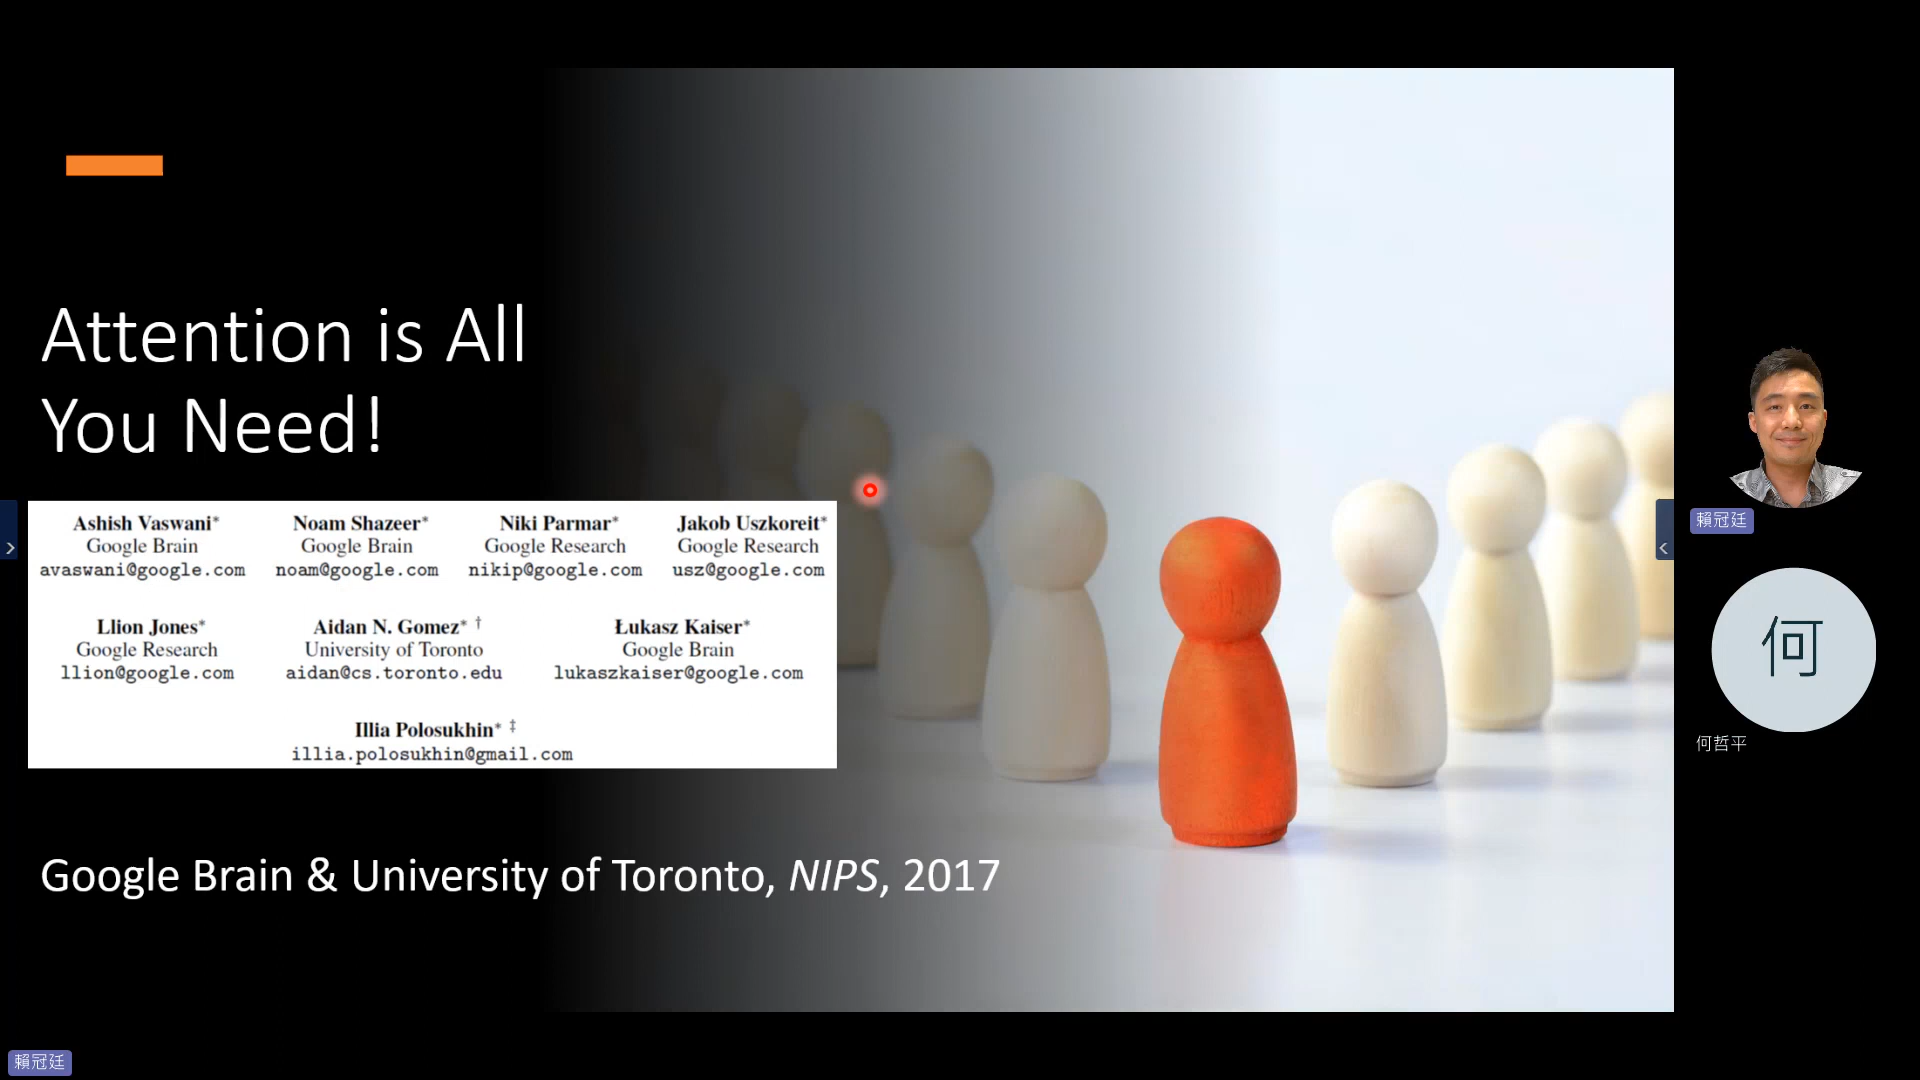 Attention is All
You Need!
Ashish Vaswani* Noam Shazeer* Niki Parmar* Jakob Uszkoreit*
Google Brain Google Brain Google Research Google Research
avaswani@google.com noam@google.com nikip@google.com usz@google.com
Llion Jones* Aidan N. Gomez* † Łukasz Kaiser*
Google Research University of Toronto Google Brain
llion@google.com aidan@cs.toronto.edu lukaszkaiser@google.com
Illia Polosukhin* ‡
illia.polosukhin@gmail.com
Google Brain & University of Toronto, NIPS, 2017
賴冠廷
何
何哲平
賴冠廷